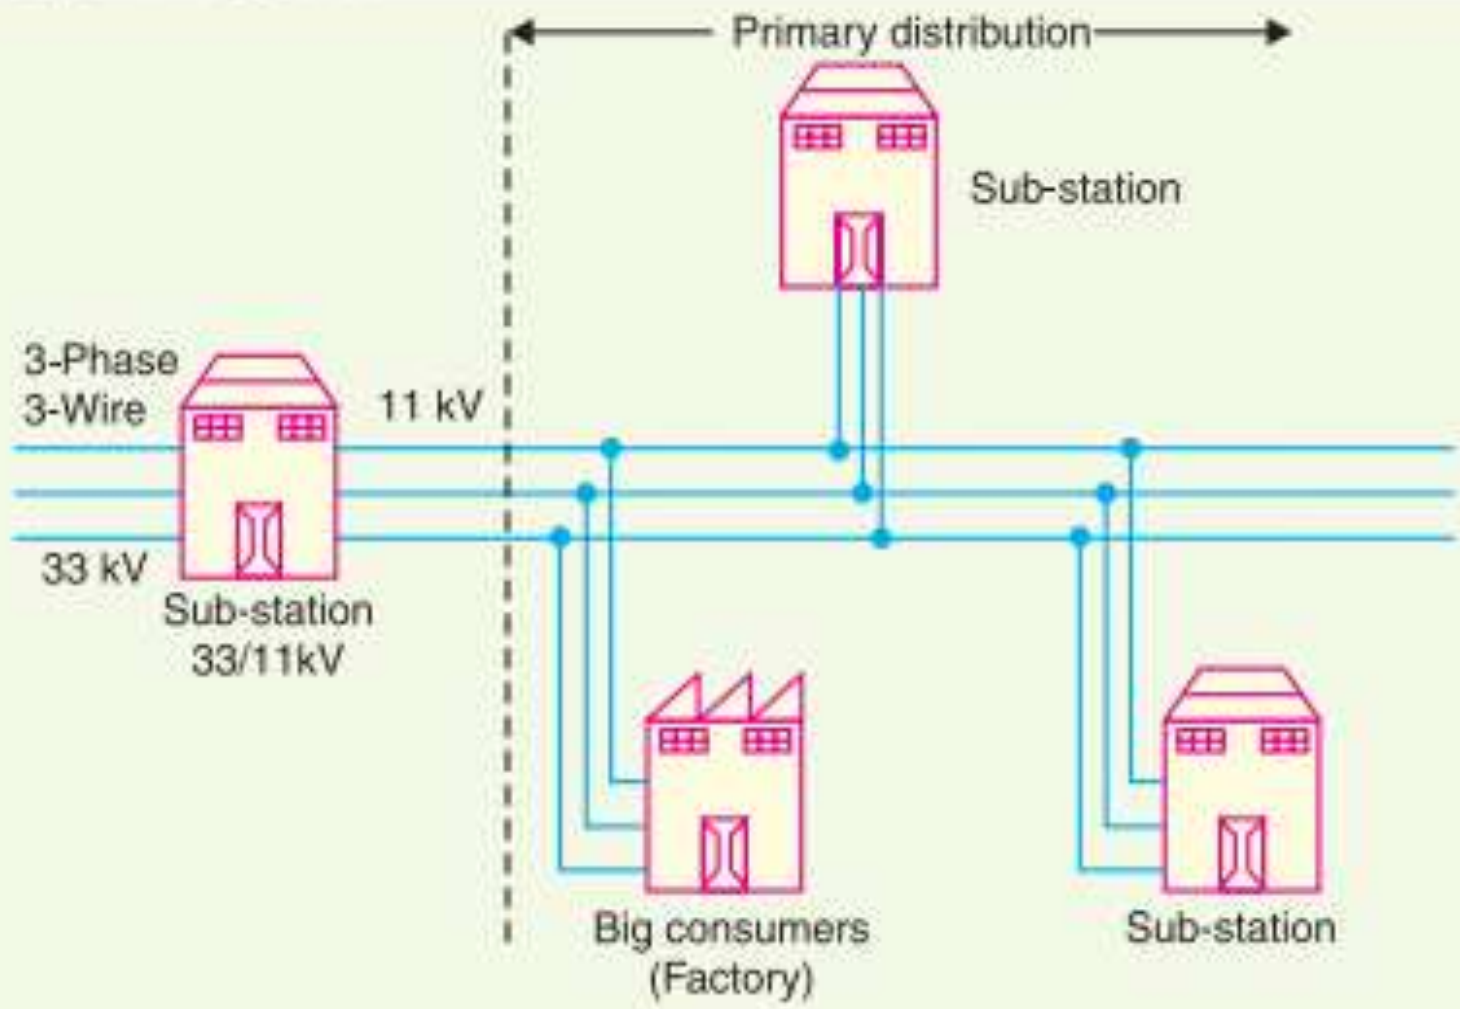 Primary distribution
Sub-station
3-Phase
3-Wire
11 kV
33 kV
Sub-station
33/11kV
Big consumers
(Factory)
Sub-station